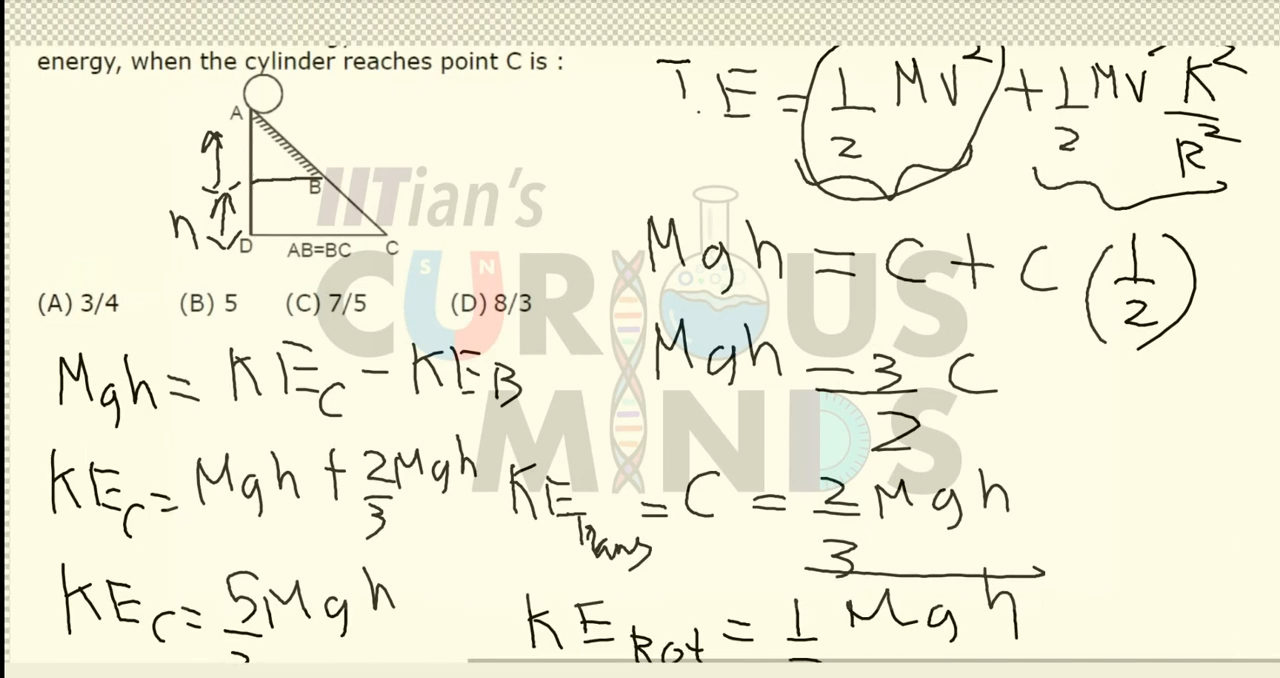 energy, when the cylinder reaches point C is :
T.E = 1/2 MV² + 1/2 MV² K²/R²
A
a
B
h
D AB=BC C
IITian's
CURIOUS
S N
MINDS
(A) 3/4 (B) 5 (C) 7/5 (D) 8/3
Mgh = C + C (1/2)
Mgh = 3/2 C
Mgh = KE_C - KE_B
KE_C = Mgh + 2/3 Mgh
KE_Trans = C = 2/3 Mgh
KE_C = 5/3 Mgh
KE_Rot = 1/3 Mgh